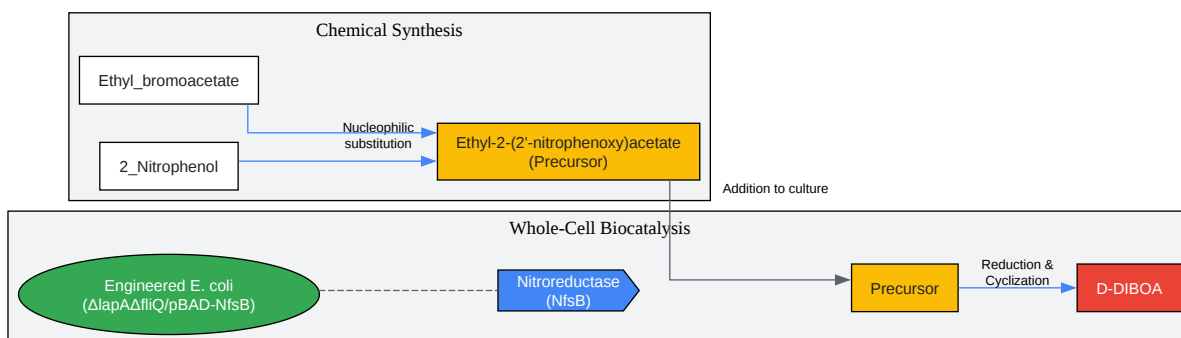 Chemical Synthesis
Ethyl_bromoacetate
Nucleophilic
substitution
2_Nitrophenol
Ethyl-2-(2'-nitrophenoxy)acetate
(Precursor)
Addition to culture
Whole-Cell Biocatalysis
Engineered E. coli
(ΔlapAΔfliQ/pBAD-NfsB)
Nitroreductase
(NfsB)
Precursor
Reduction &
Cyclization
D-DIBOA